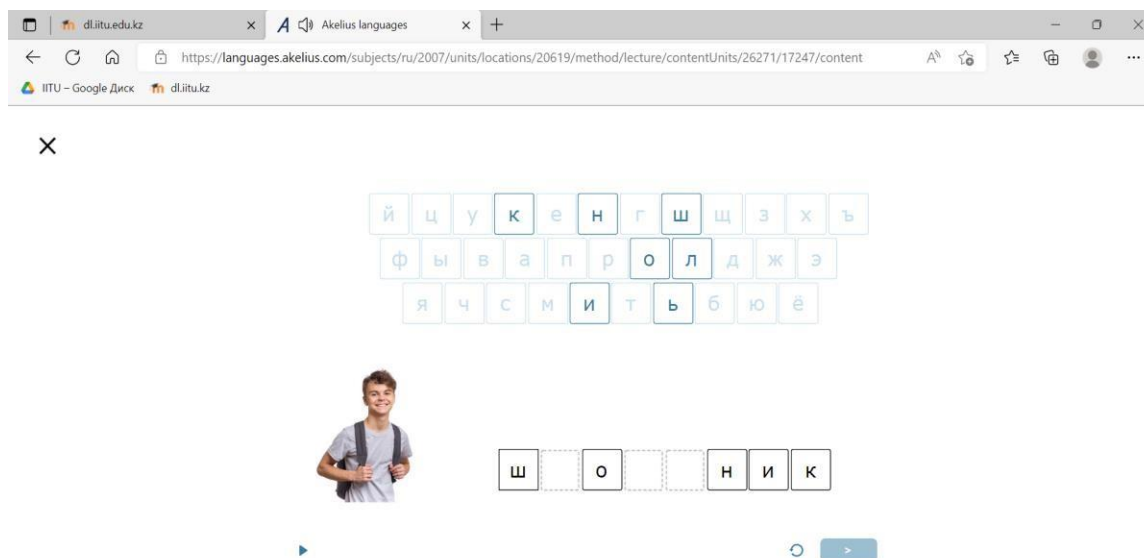 dl.iitu.edu.kz
Akelius languages
https://languages.akelius.com/subjects/ru/2007/units/locations/20619/method/lecture/contentUnits/26271/17247/content
IITU – Google Диск dl.iitu.kz
й ц у к е н г ш щ з х ъ
ф ы в а п р о л д ж э
я ч с м и т ь б ю ё
ш о н и к